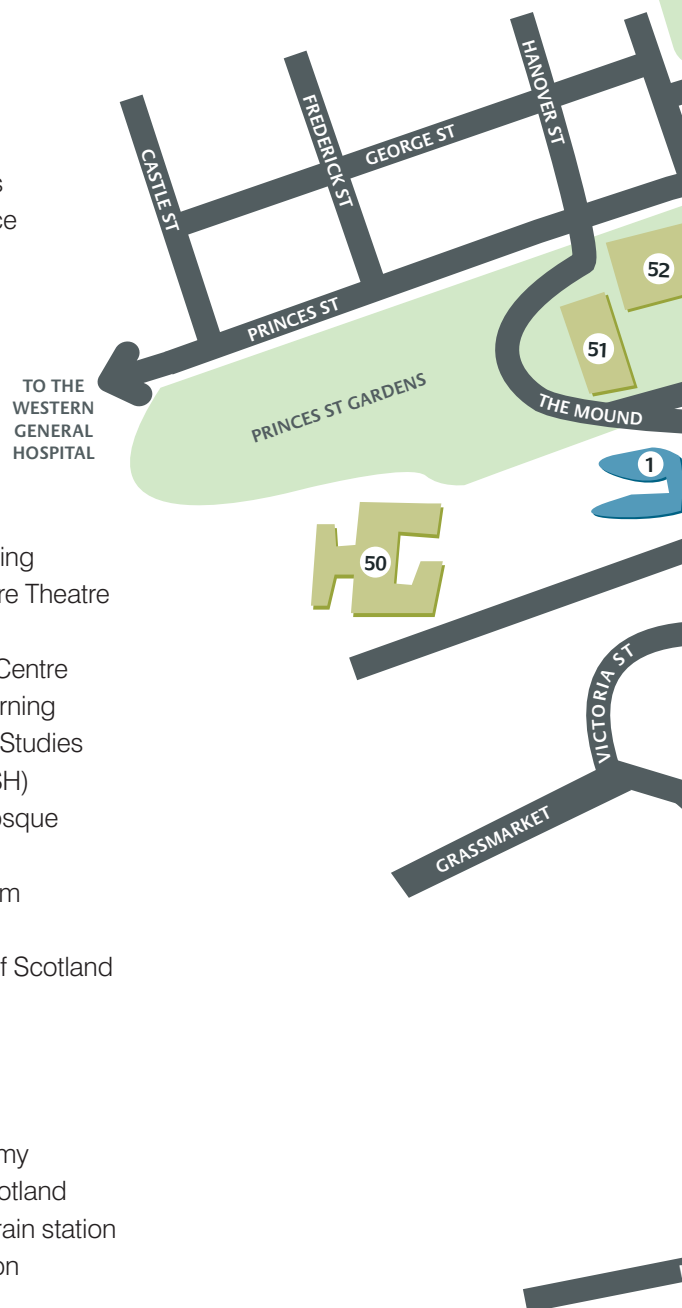 s
ce
ing
re Theatre
Centre
rning
Studies
SH)
osque
m
f Scotland
my
otland
rain station
on
CASTLE ST
FREDERICK ST
HANOVER ST
GEORGE ST
PRINCES ST
52
51
TO THE
WESTERN
GENERAL
HOSPITAL
PRINCES ST GARDENS
THE MOUND
1
50
VICTORIA ST
GRASSMARKET